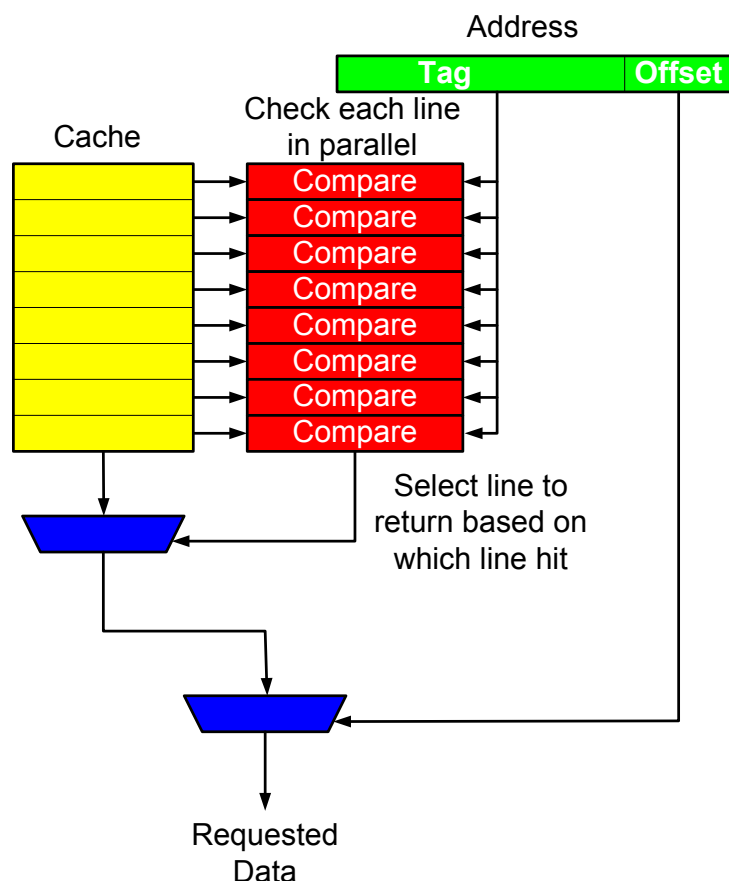 Address
Tag Offset
Check each line
in parallel
Cache
Compare
Compare
Compare
Compare
Compare
Compare
Compare
Compare
Select line to
return based on
which line hit
Requested
Data